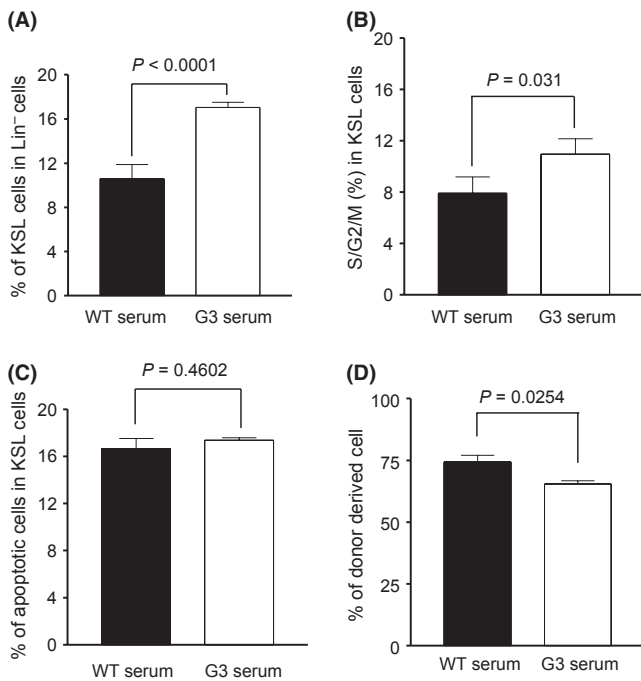 (A)
P < 0.0001
% of KSL cells in Lin⁻ cells
20
16
12
8
4
0
WT serum G3 serum
(B)
P = 0.031
S/G2/M (%) in KSL cells
20
16
12
8
4
0
WT serum G3 serum
(C)
P = 0.4602
% of apoptotic cells in KSL cells
20
16
12
8
4
0
WT serum G3 serum
(D)
P = 0.0254
% of donor derived cell
100
75
50
25
0
WT serum G3 serum